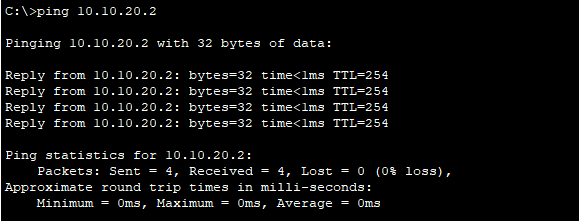 C:\>ping 10.10.20.2
Pinging 10.10.20.2 with 32 bytes of data:
Reply from 10.10.20.2: bytes=32 time<1ms TTL=254
Reply from 10.10.20.2: bytes=32 time<1ms TTL=254
Reply from 10.10.20.2: bytes=32 time<1ms TTL=254
Reply from 10.10.20.2: bytes=32 time<1ms TTL=254
Ping statistics for 10.10.20.2:
    Packets: Sent = 4, Received = 4, Lost = 0 (0% loss),
Approximate round trip times in milli-seconds:
    Minimum = 0ms, Maximum = 0ms, Average = 0ms